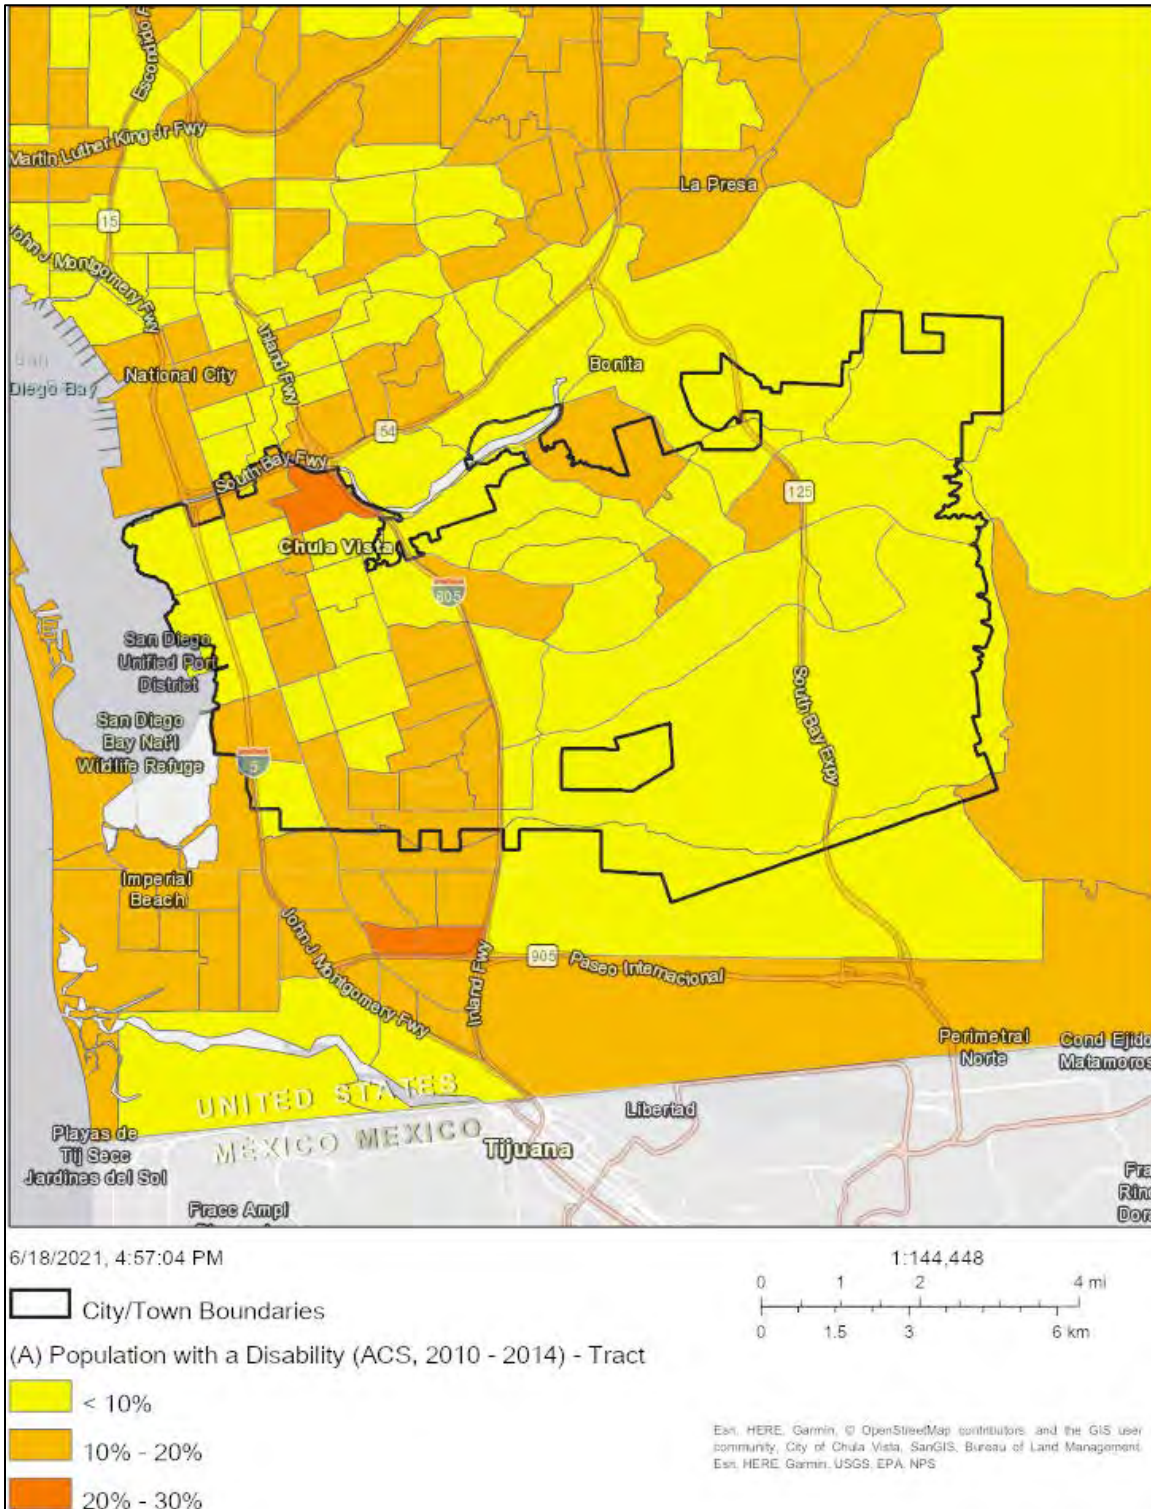 Escondido F
Martin Luther King Jr Fwy
La Presa
15
John J Montgomery Fwy
Inland Fwy
San
Diego Bay
National City
Bonita
54
South Bay Fwy
125
Chula Vista
805
San Diego
Unified Port
District
South Bay Expy
San Diego
Bay Nat'l
Wildlife Refuge
5
Imperial
Beach
John J Montgomery Fwy
Inland Fwy
905
Paseo Internacional
Perimetral
Norte
Cond Ejido
Matamoros
UNITED STATES
MÉXICO MEXICO
Libertad
Playas de
Tij Secc
Jardines del Sol
Tijuana
Fracc Ampl
Fra
Rin
Dor
6/18/2021, 4:57:04 PM
1:144,448
0 1 2 4 mi
0 1.5 3 6 km
City/Town Boundaries
(A) Population with a Disability (ACS, 2010 - 2014) - Tract
< 10%
10% - 20%
20% - 30%
Esri, HERE, Garmin, © OpenStreetMap contributors, and the GIS user
community, City of Chula Vista, SanGIS, Bureau of Land Management,
Esri, HERE, Garmin, USGS, EPA, NPS